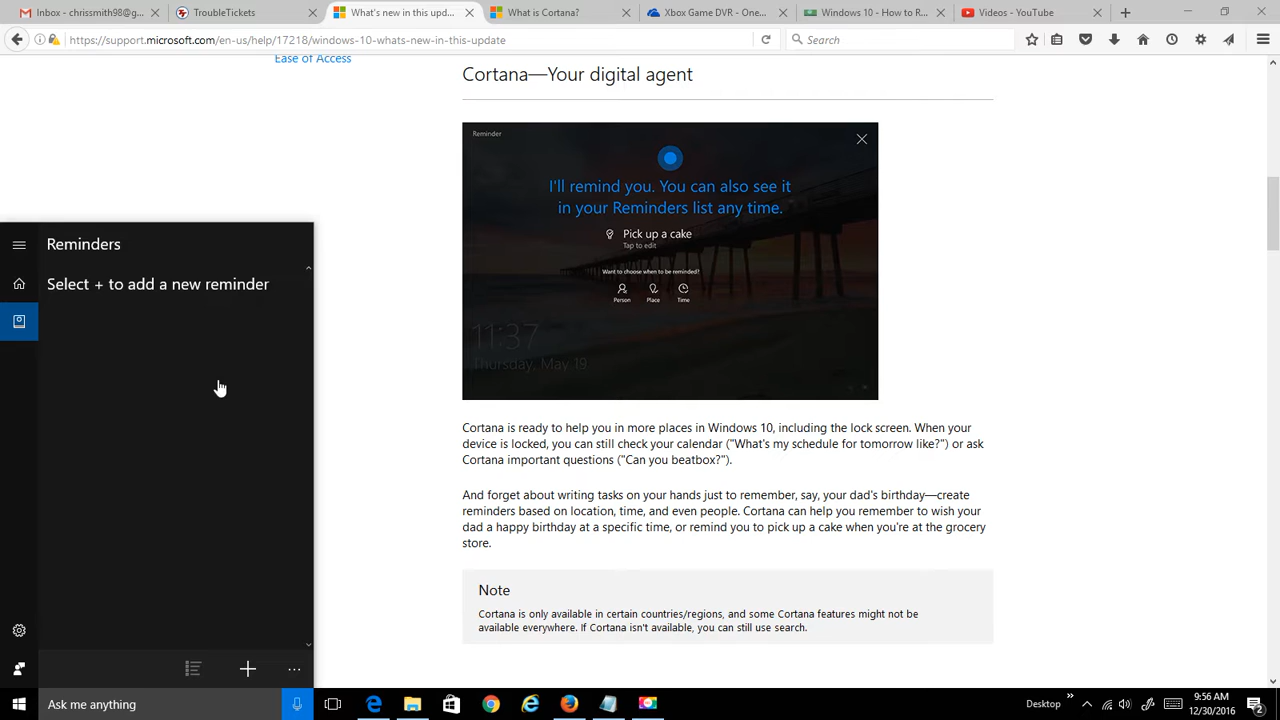 Inbox - chrissmith98@g...
TroubleTickets
What's new in this upd...
What is Cortana?
Xbox Game DVR - One...
Windows 10 - How to R...
Videos - YouTube
https://support.microsoft.com/en-us/help/17218/windows-10-whats-new-in-this-update
Search
Ease of Access
Cortana—Your digital agent
Reminder
I'll remind you. You can also see it
in your Reminders list any time.
Pick up a cake
Tap to edit
Want to choose when to be reminded?
Person
Place
Time
11:37
Thursday, May 19
Reminders
Select + to add a new reminder
Cortana is ready to help you in more places in Windows 10, including the lock screen. When your
device is locked, you can still check your calendar ("What's my schedule for tomorrow like?") or ask
Cortana important questions ("Can you beatbox?").
And forget about writing tasks on your hands just to remember, say, your dad's birthday—create
reminders based on location, time, and even people. Cortana can help you remember to wish your
dad a happy birthday at a specific time, or remind you to pick up a cake when you're at the grocery
store.
Note
Cortana is only available in certain countries/regions, and some Cortana features might not be
available everywhere. If Cortana isn't available, you can still use search.
Ask me anything
Desktop
9:56 AM
12/30/2016
2